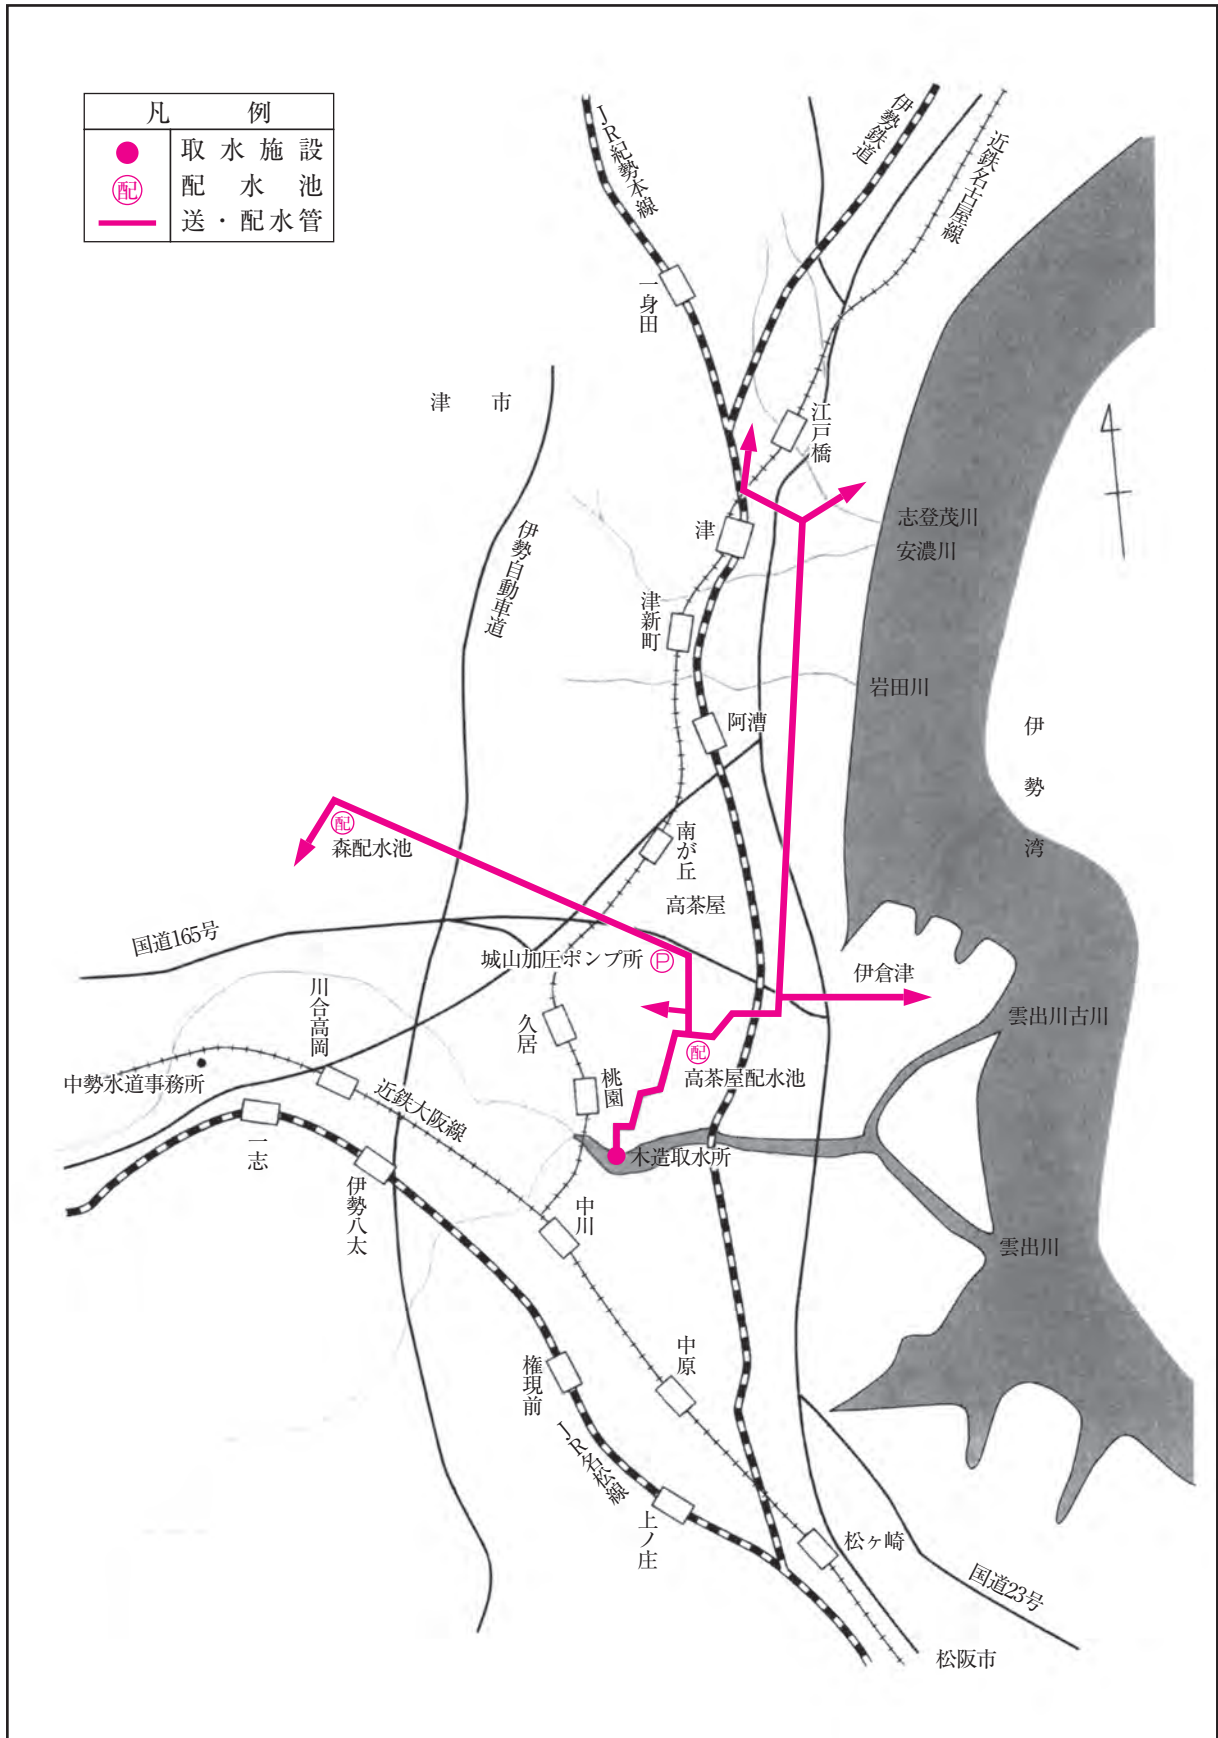 凡例
取水施設
配 配水池
送・配水管
JR紀勢本線
伊勢鉄道
近鉄名古屋線
一身田
津市
江戸橋
伊勢自動車道
津
志登茂川
安濃川
津新町
岩田川
阿漕
伊勢湾
配
森配水池
南が丘
高茶屋
国道165号
城山加圧ポンプ所 P
伊倉津
川合高岡
久居
雲出川古川
配
高茶屋配水池
中勢水道事務所
近鉄大阪線
桃園
一志
木造取水所
伊勢八太
中川
雲出川
権現前
中原
JR名松線
上ノ庄
松ヶ崎
国道23号
松阪市